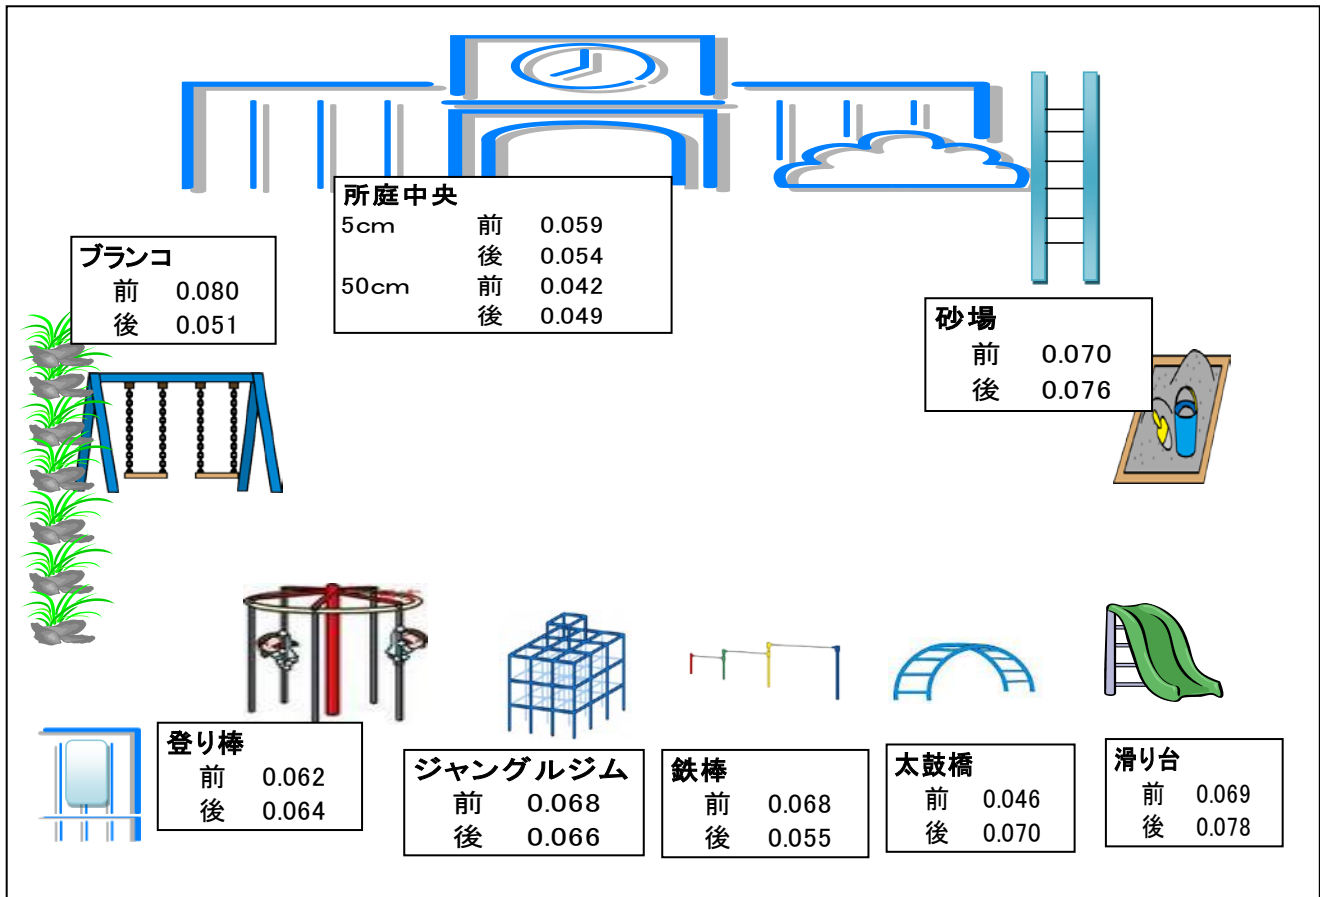 所庭中央
5cm 前 0.059
後 0.054
50cm 前 0.042
後 0.049
ブランコ
前 0.080
後 0.051
砂場
前 0.070
後 0.076
登り棒
前 0.062
後 0.064
ジャングルジム
前 0.068
後 0.066
鉄棒
前 0.068
後 0.055
太鼓橋
前 0.046
後 0.070
滑り台
前 0.069
後 0.078